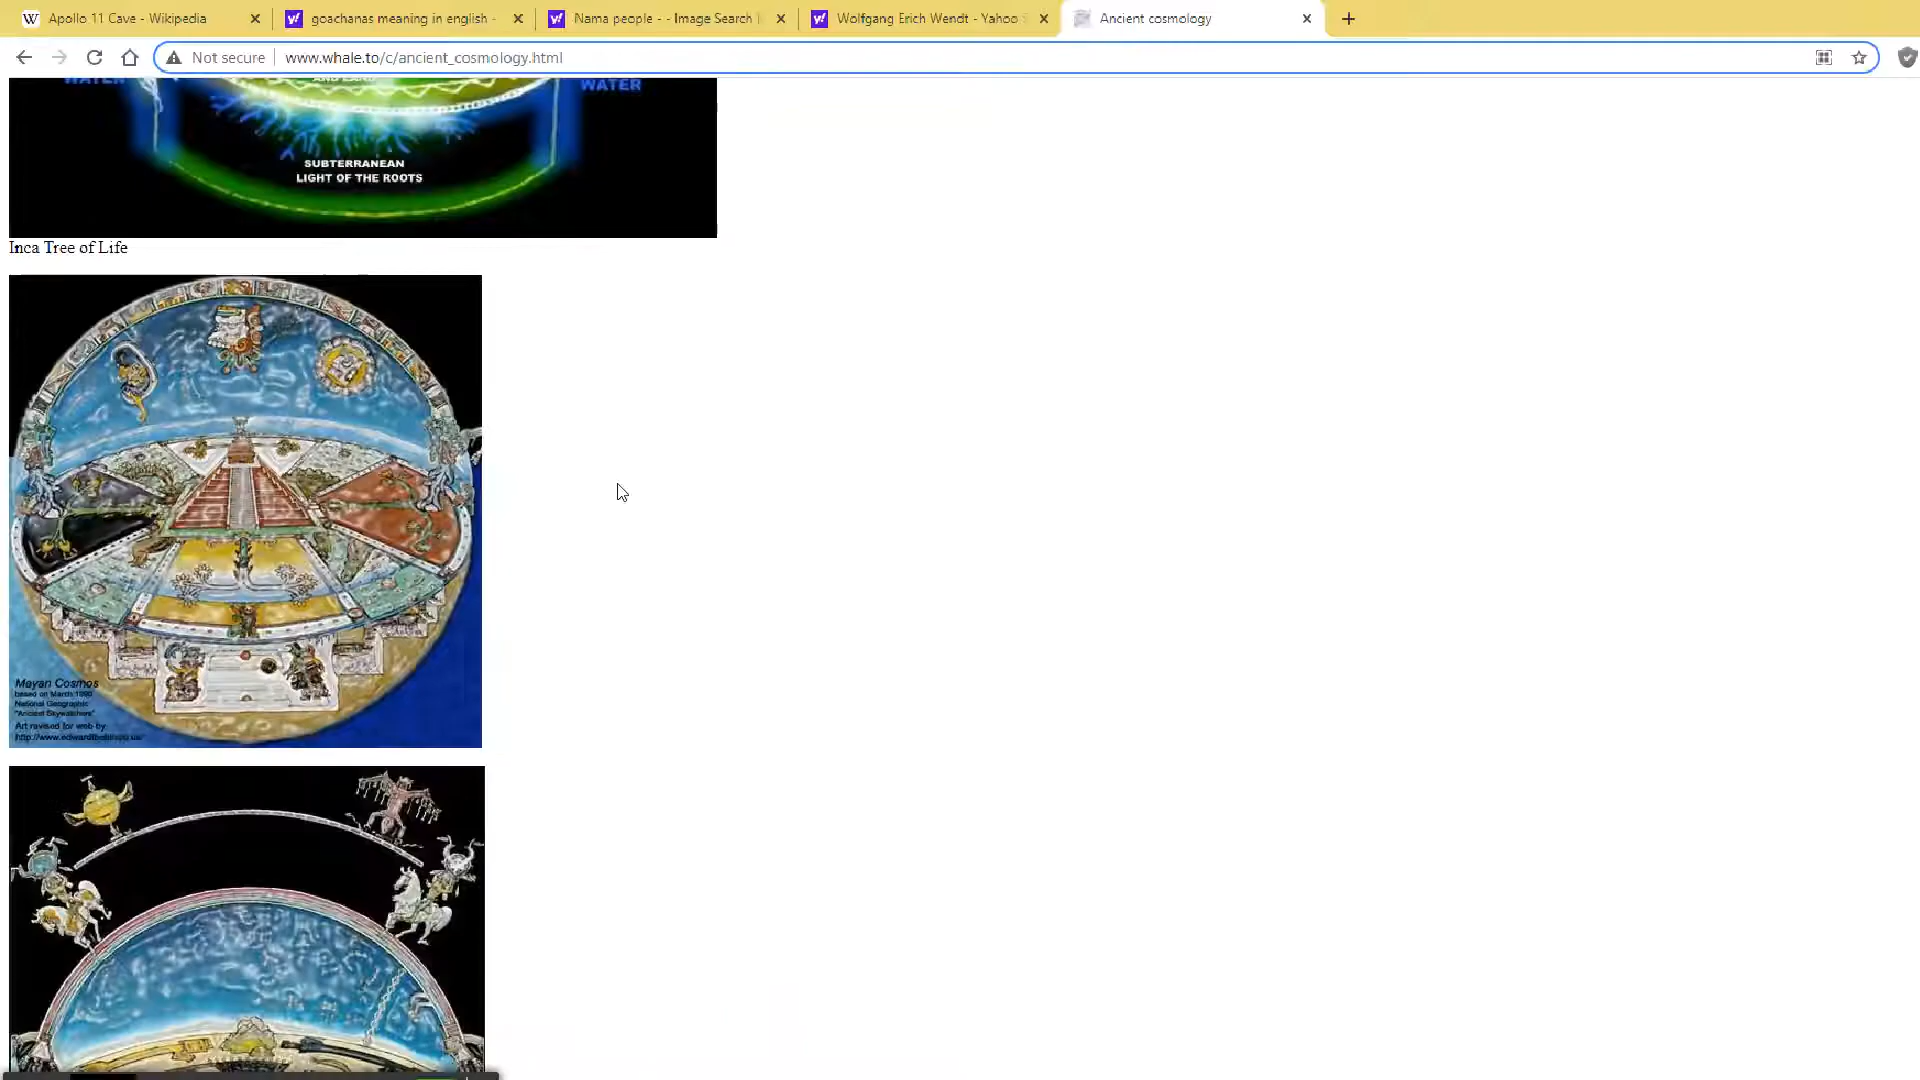 Apollo 11 Cave - Wikipedia
goachanas meaning in english -
Nama people - - Image Search
Wolfgang Erich Wendt - Yahoo
Ancient cosmology
Not secure
www.whale.to/c/ancient_cosmology.html
WATER
AND EARTH
WATER
SUBTERRANEAN
LIGHT OF THE ROOTS
Inca Tree of Life
Mayan Cosmos
based on March 1990
National Geographic
"Ancient Skywatchers"
Art revised for web by